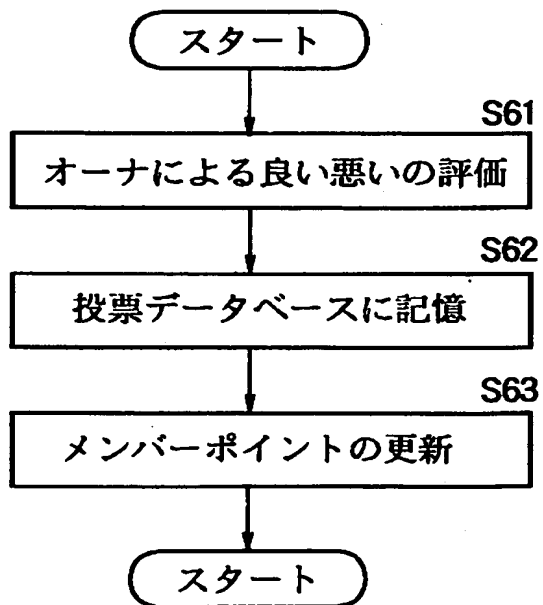 スタート
S61
オーナによる良い悪いの評価
S62
投票データベースに記憶
S63
メンバーポイントの更新
スタート